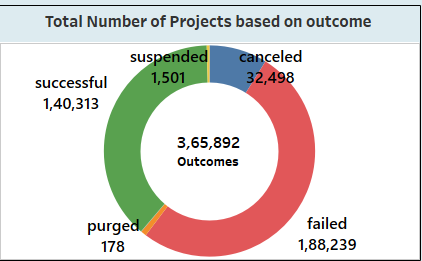 Total Number of Projects based on outcome
suspended
1,501
canceled
32,498
successful
1,40,313
3,65,892
Outcomes
purged
178
failed
1,88,239